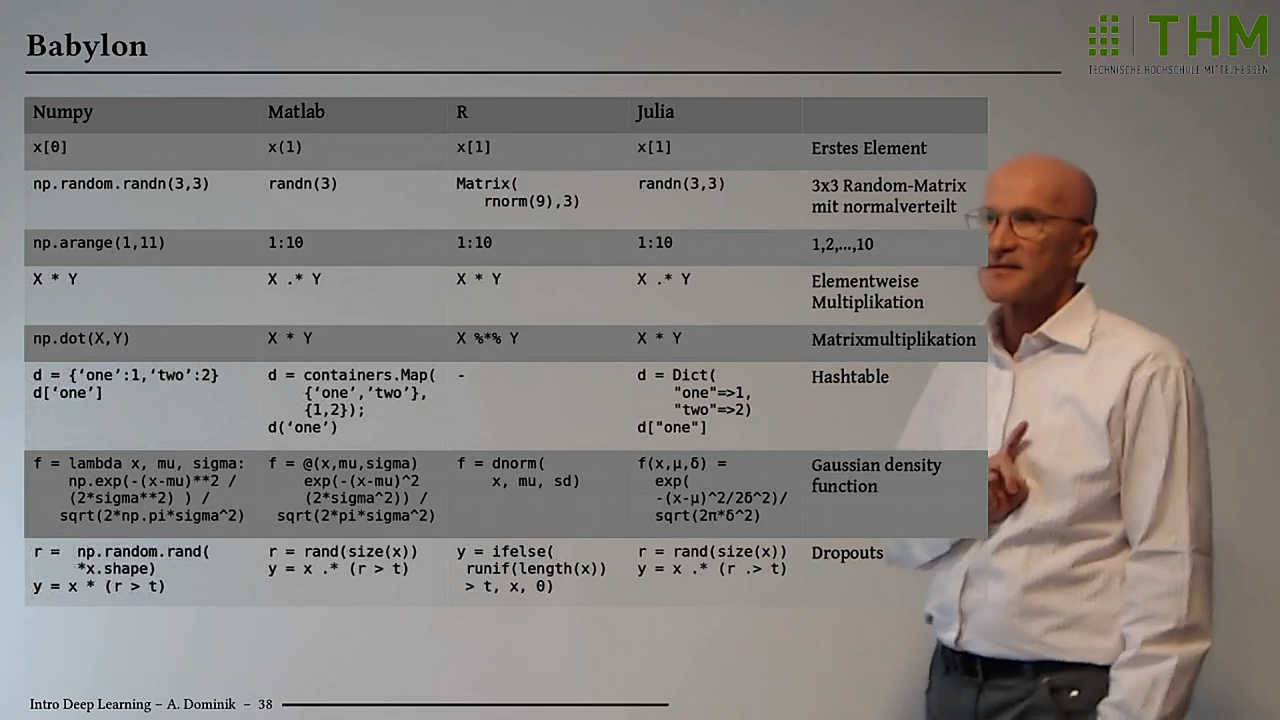 Babylon
THM
TECHNISCHE HOCHSCHULE MITTELHESSEN
Numpy Matlab R Julia
x[0] x(1) x[1] x[1] Erstes Element
np.random.randn(3,3) randn(3) Matrix( randn(3,3) 3x3 Random-Matrix
rnorm(9),3) mit normalverteilt
np.arange(1,11) 1:10 1:10 1:10 1,2,...,10
X * Y X .* Y X * Y X .* Y Elementweise
Multiplikation
np.dot(X,Y) X * Y X %*% Y X * Y Matrixmultiplikation
d = {‘one’:1,‘two’:2} d = containers.Map( - d = Dict( Hashtable
d[‘one’] {‘one’,’two’}, "one"=>1,
{1,2}); "two"=>2)
d(‘one’) d["one"]
f = lambda x, mu, sigma: f = @(x,mu,sigma) f = dnorm( f(x,μ,δ) = Gaussian density
np.exp(-(x-mu)**2 / exp(-(x-mu)^2 x, mu, sd) exp( function
(2*sigma**2) ) / (2*sigma^2)) / -(x-μ)^2/2δ^2)/
sqrt(2*np.pi*sigma^2) sqrt(2*pi*sigma^2) sqrt(2π*δ^2)
r = np.random.rand( r = rand(size(x)) y = ifelse( r = rand(size(x)) Dropouts
*x.shape) y = x .* (r > t) runif(length(x)) y = x .* (r .> t)
y = x * (r > t) > t, x, 0)
Intro Deep Learning – A. Dominik – 38